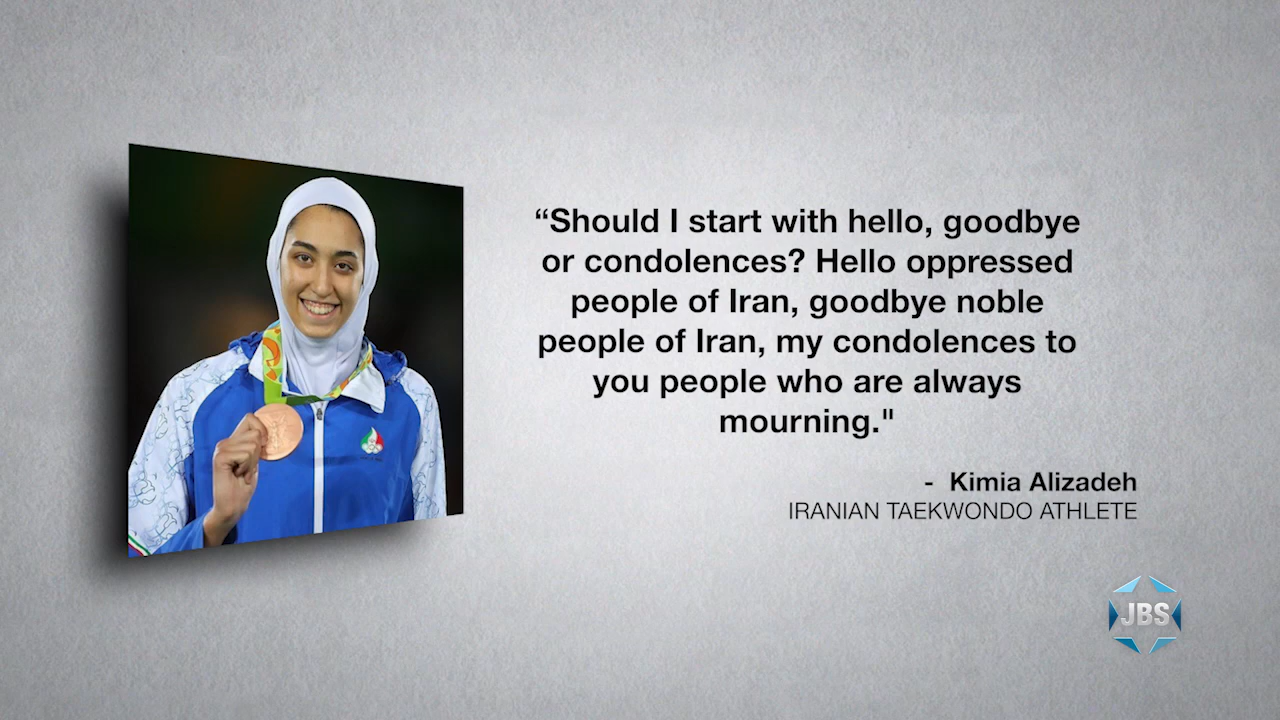 “Should I start with hello, goodbye
or condolences? Hello oppressed
people of Iran, goodbye noble
people of Iran, my condolences to
you people who are always
mourning."
- Kimia Alizadeh
IRANIAN TAEKWONDO ATHLETE
JBS